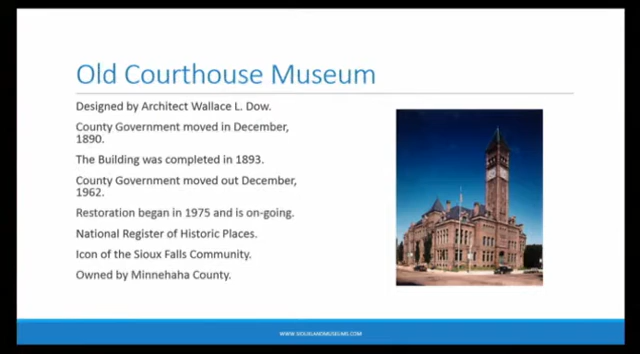 Old Courthouse Museum
Designed by Architect Wallace L. Dow.
County Government moved in December,
1890.
The Building was completed in 1893.
County Government moved out December,
1962.
Restoration began in 1975 and is on-going.
National Register of Historic Places.
Icon of the Sioux Falls Community.
Owned by Minnehaha County.
WWW.SIOUXLANDMUSEUMS.COM